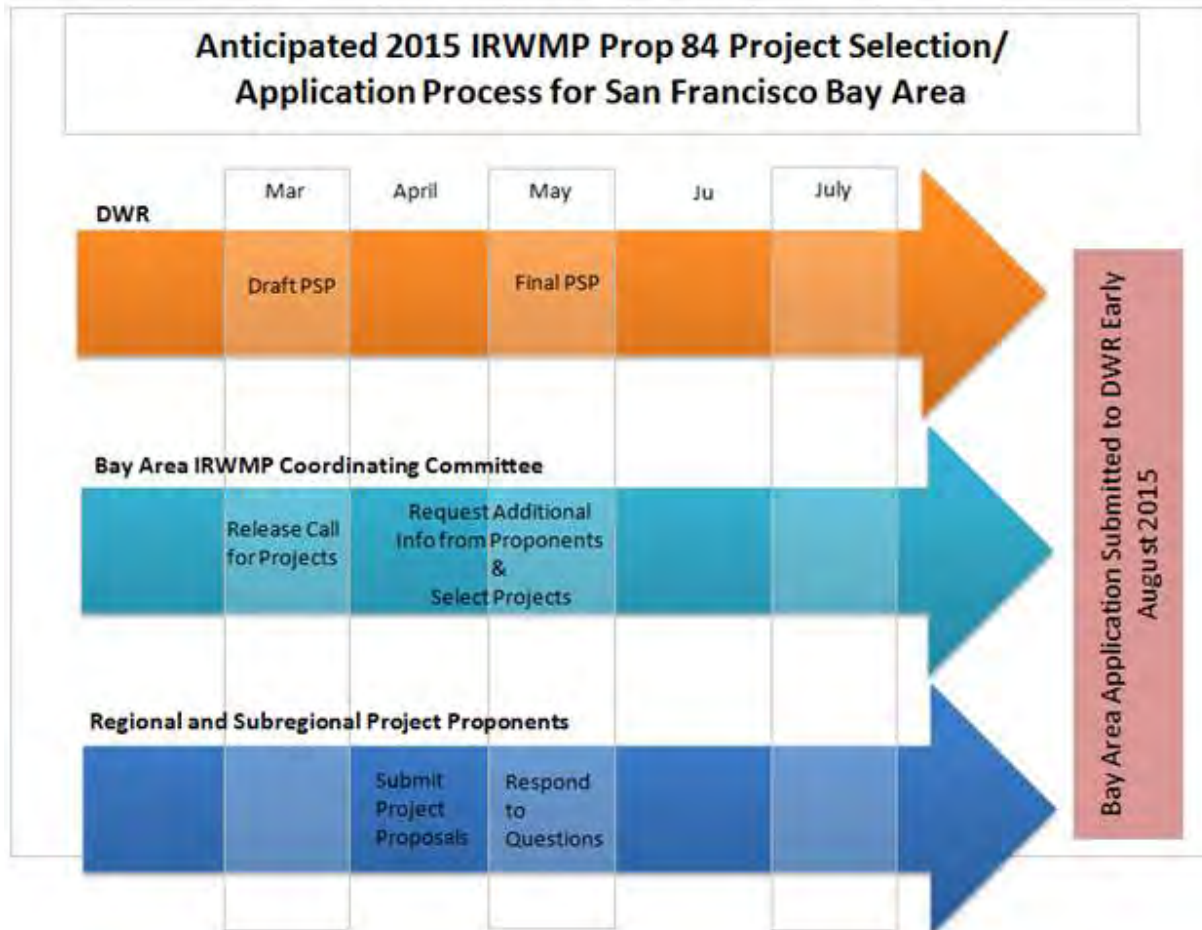 Anticipated 2015 IRWMP Prop 84 Project Selection/
Application Process for San Francisco Bay Area
Mar
April
May
Ju
July
DWR
Draft PSP
Final PSP
Bay Area IRWMP Coordinating Committee
Release Call
for Projects
Request Additional
Info from Proponents
&
Select Projects
Regional and Subregional Project Proponents
Submit
Project
Proposals
Respond
to
Questions
Bay Area Application Submitted to DWR Early
August 2015